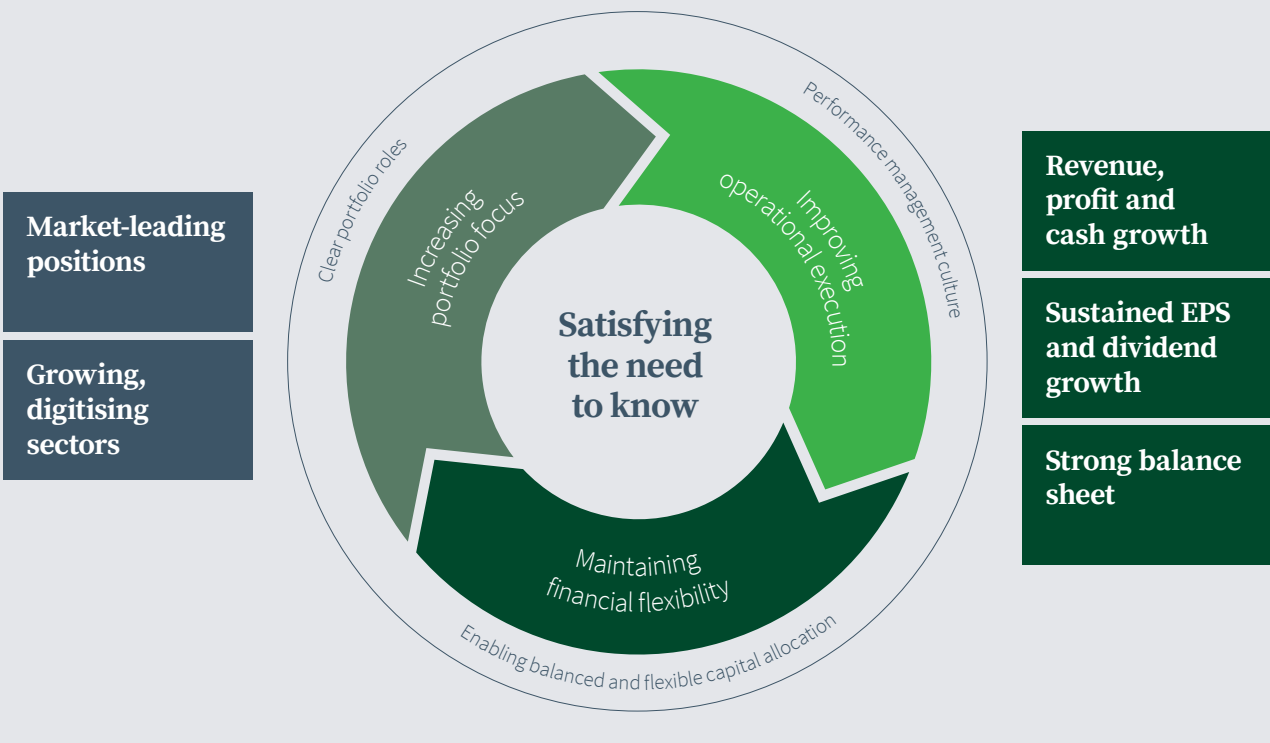 Market-leading
positions
Growing,
digitising
sectors
Clear portfolio roles
Increasing
portfolio focus
Performance management culture
Improving
operational execution
Satisfying
the need
to know
Maintaining
financial flexibility
Enabling balanced and flexible capital allocation
Revenue,
profit and
cash growth
Sustained EPS
and dividend
growth
Strong balance
sheet